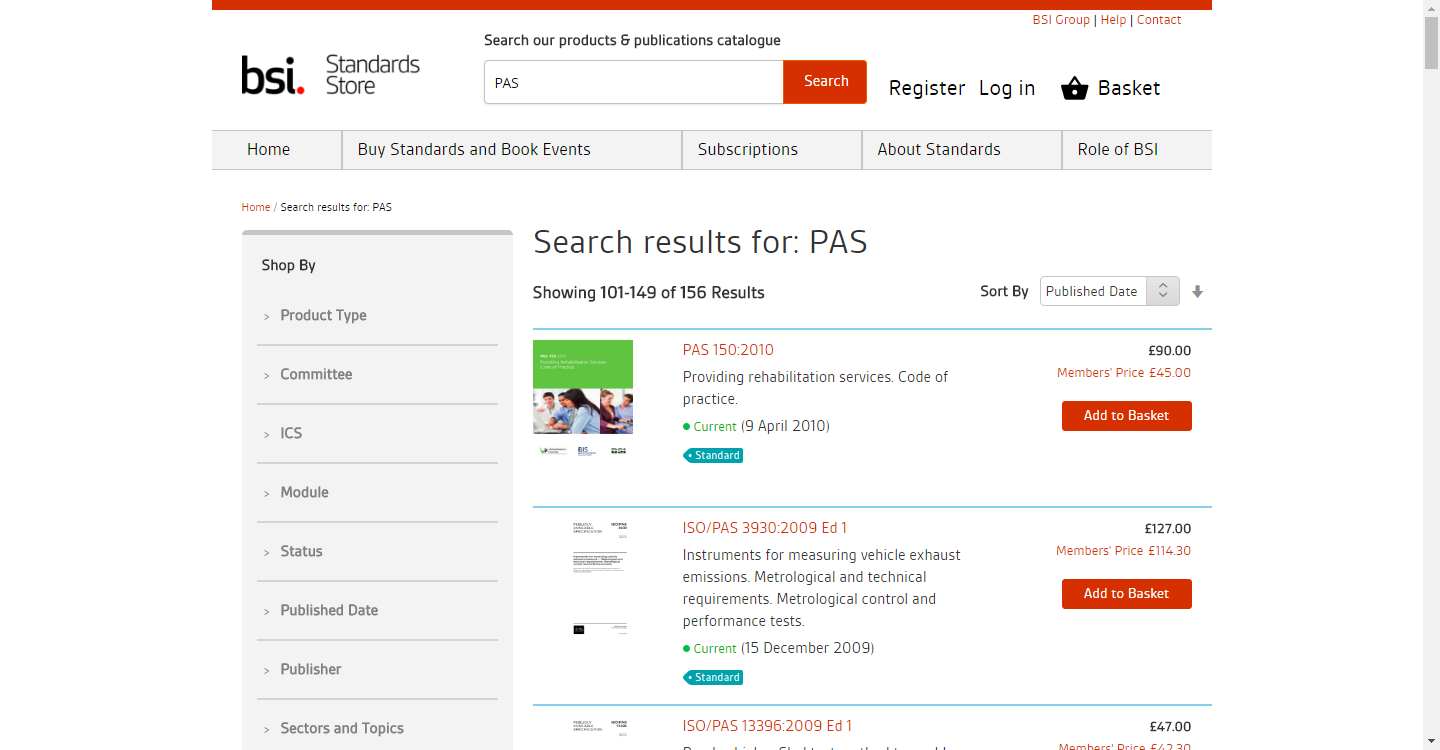 BSI Group | Help | Contact
Search our products & publications catalogue
bsi.
Standards
Store
PAS
Search
Register
Log in
Basket
Home
Buy Standards and Book Events
Subscriptions
About Standards
Role of BSI
Home / Search results for: PAS
Shop By
> Product Type
> Committee
> ICS
> Module
> Status
> Published Date
> Publisher
> Sectors and Topics
Search results for: PAS
Showing 101-149 of 156 Results
Sort By
Published Date
PAS 150:2010
Providing rehabilitation services. Code of
practice.
Current (9 April 2010)
Standard
£90.00
Members' Price £45.00
Add to Basket
ISO/PAS 3930:2009 Ed 1
Instruments for measuring vehicle exhaust
emissions. Metrological and technical
requirements. Metrological control and
performance tests.
Current (15 December 2009)
Standard
£127.00
Members' Price £114.30
Add to Basket
ISO/PAS 13396:2009 Ed 1
£47.00
Members' Price £42.30